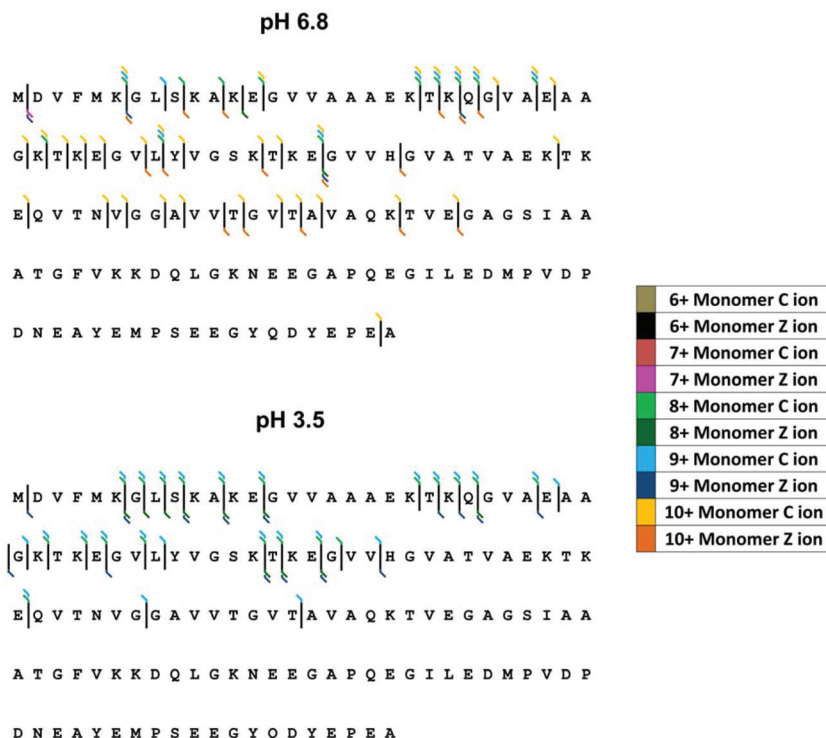 pH 6.8
M D V F M K G L S K A K E G V V A A A E K T K Q G V A E A A
G K T K E G V L Y V G S K T K E G V V H G V A T V A E K T K
E Q V T N V G G A V V T G V T A V A Q K T V E G A G S I A A
A T G F V K K D Q L G K N E E G A P Q E G I L E D M P V D P
D N E A Y E M P S E E G Y Q D Y E P E A
pH 3.5
M D V F M K G L S K A K E G V V A A A E K T K Q G V A E A A
G K T K E G V L Y V G S K T K E G V V H G V A T V A E K T K
E Q V T N V G G A V V T G V T A V A Q K T V E G A G S I A A
A T G F V K K D Q L G K N E E G A P Q E G I L E D M P V D P
D N E A Y E M P S E E G Y Q D Y E P E A
6+ Monomer C ion
6+ Monomer Z ion
7+ Monomer C ion
7+ Monomer Z ion
8+ Monomer C ion
8+ Monomer Z ion
9+ Monomer C ion
9+ Monomer Z ion
10+ Monomer C ion
10+ Monomer Z ion